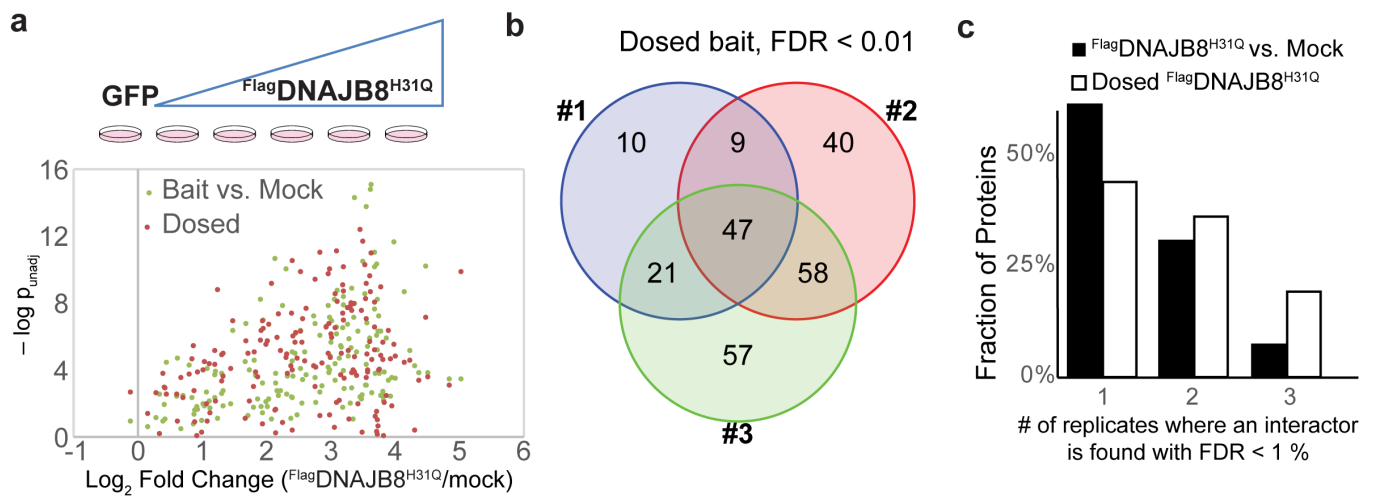 a
GFP
FlagDNAJB8H31Q
16
12
8
4
0
– log punadj
Bait vs. Mock
Dosed
-1 0 1 2 3 4 5 6
Log2 Fold Change (FlagDNAJB8H31Q/mock)
b
Dosed bait, FDR < 0.01
#1
#2
10
9
40
47
21
58
57
#3
c
FlagDNAJB8H31Q vs. Mock
Dosed FlagDNAJB8H31Q
Fraction of Proteins
50%
25%
0%
1 2 3
# of replicates where an interactor
is found with FDR < 1 %